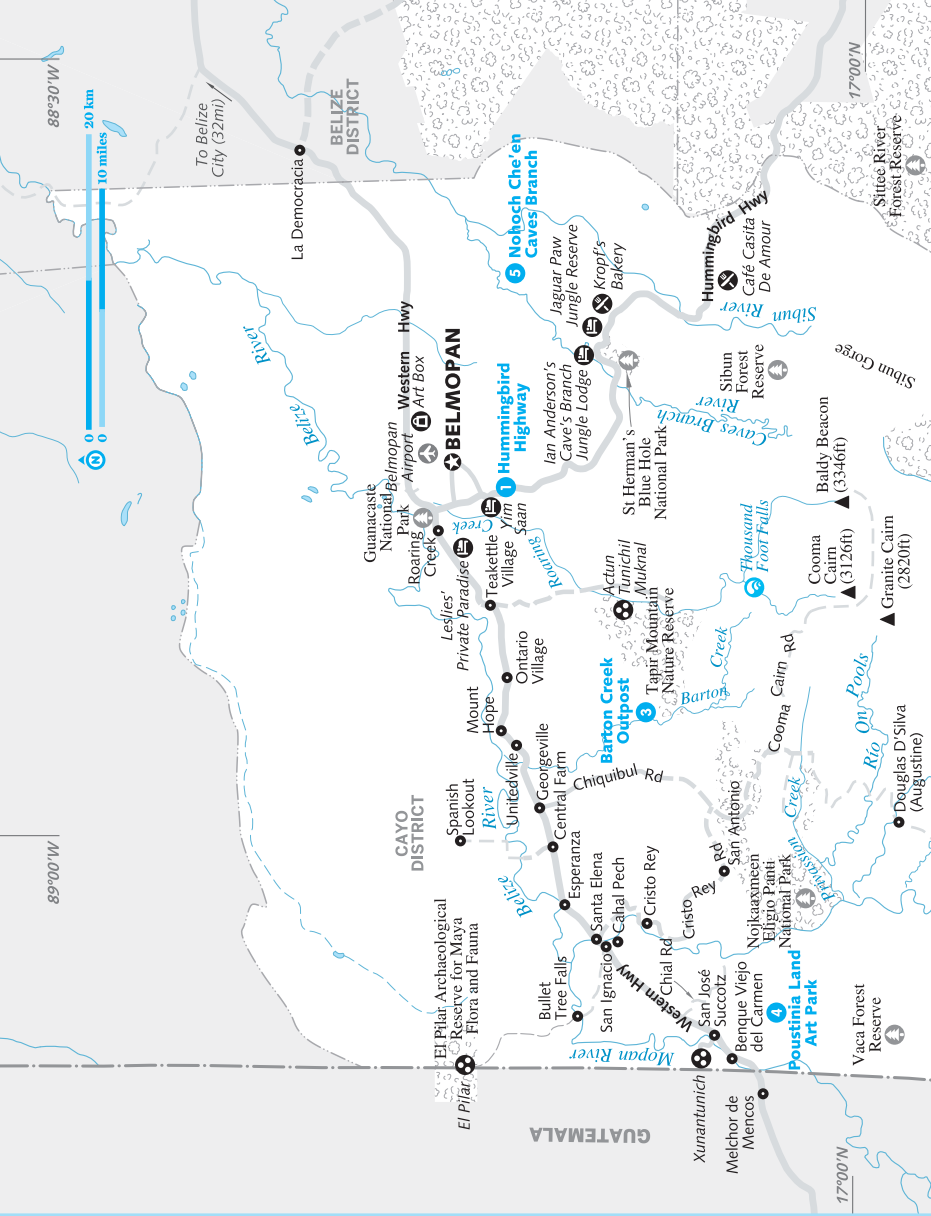 88°30'W
89°00'W
N
0
20 km
0
10 miles
To Belize
City (32mi)
BELIZE
DISTRICT
La Democracia
17°00'N
Sittee River
Forest Reserve
5 Nohoch Che'en
Caves Branch
Jaguar Paw
Jungle Reserve
Kropf's
Bakery
Hummingbird Hwy
Café Casita
De Amour
Sibun River
Sibun Gorge
Sibun
Forest
Reserve
Western Hwy
Art Box
BELMOPAN
Belmopan
Airport
1 Hummingbird
Highway
Ian Anderson's
Cave's Branch
Jungle Lodge
St Herman's
Blue Hole
National Park
Caves Branch
River
Baldy Beacon
(3346ft)
Belize River
Guanacaste
National
Park
Roaring
Creek
Yim
Saan
Roaring Creek
Leslies'
Private Paradise
Teakettle
Village
Actun
Tunichil
Muknal
Tapir Mountain
Nature Reserve
Thousand
Foot Falls
Cooma
Cairn
(3126ft)
Granite Cairn
(2820ft)
Ontario
Village
Mount
Hope
Unitedville
Georgeville
Central Farm
Barton Creek
Outpost
3
Barton Creek
Cooma Cairn Rd
Chiquibul Rd
CAYO
DISTRICT
Spanish
Lookout
Belize River
Esperanza
Santa Elena
Cahal Pech
Cristo Rey
Cristo Rey Rd
San Antonio
Río On Pools
Douglas D'Silva
(Augustine)
Privassion Creek
Nojkaaxmeen
Eligio Panti
National Park
El Pilar Archaeological
Reserve for Maya
Flora and Fauna
El Pilar
Bullet
Tree Falls
San Ignacio
Western Hwy
Chial Rd
San José
Succotz
Benque Viejo
del Carmen
4
Poustinia Land
Art Park
Vaca Forest
Reserve
Mopan River
Xunantunich
Melchor de
Mencos
GUATEMALA
17°00'N